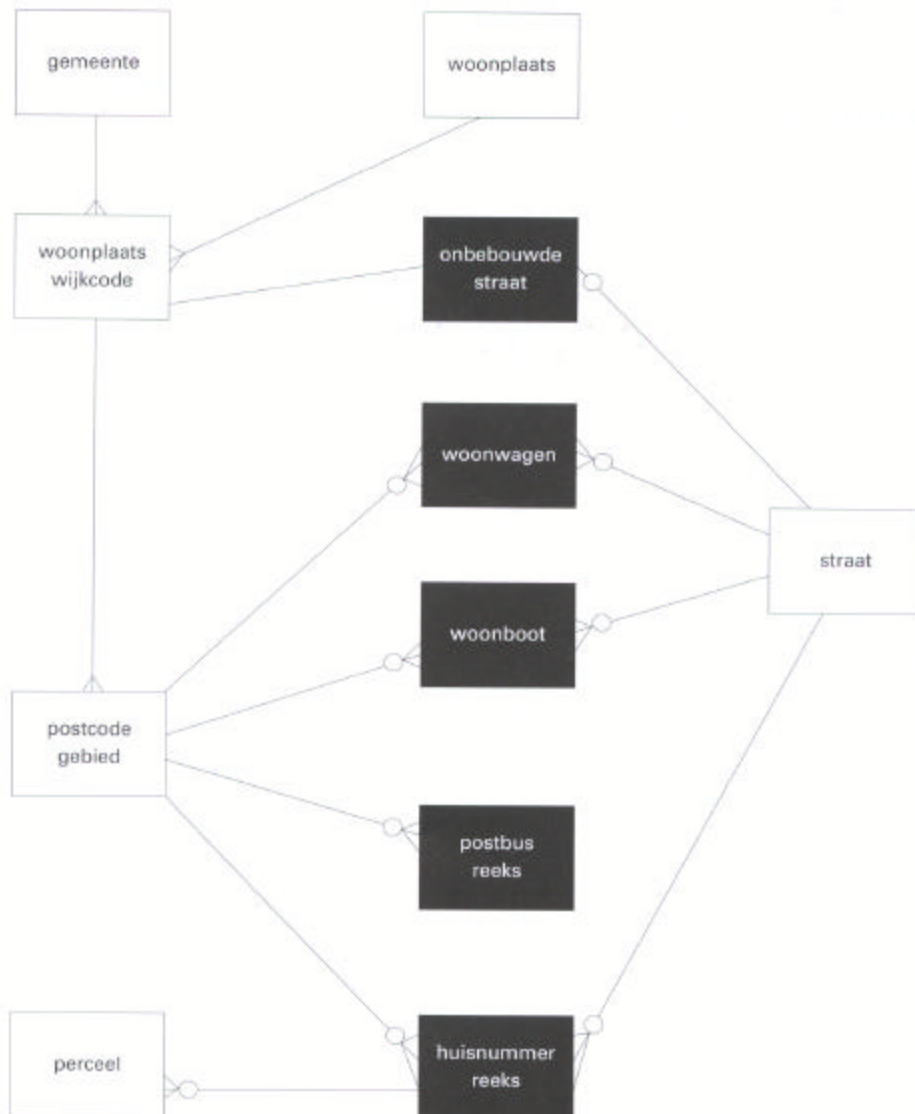 gemeente
woonplaats
woonplaats
wijkcode
onbebouwde
straat
woonwagen
straat
woonboot
postcode
gebied
postbus
reeks
perceel
huisnummer
reeks